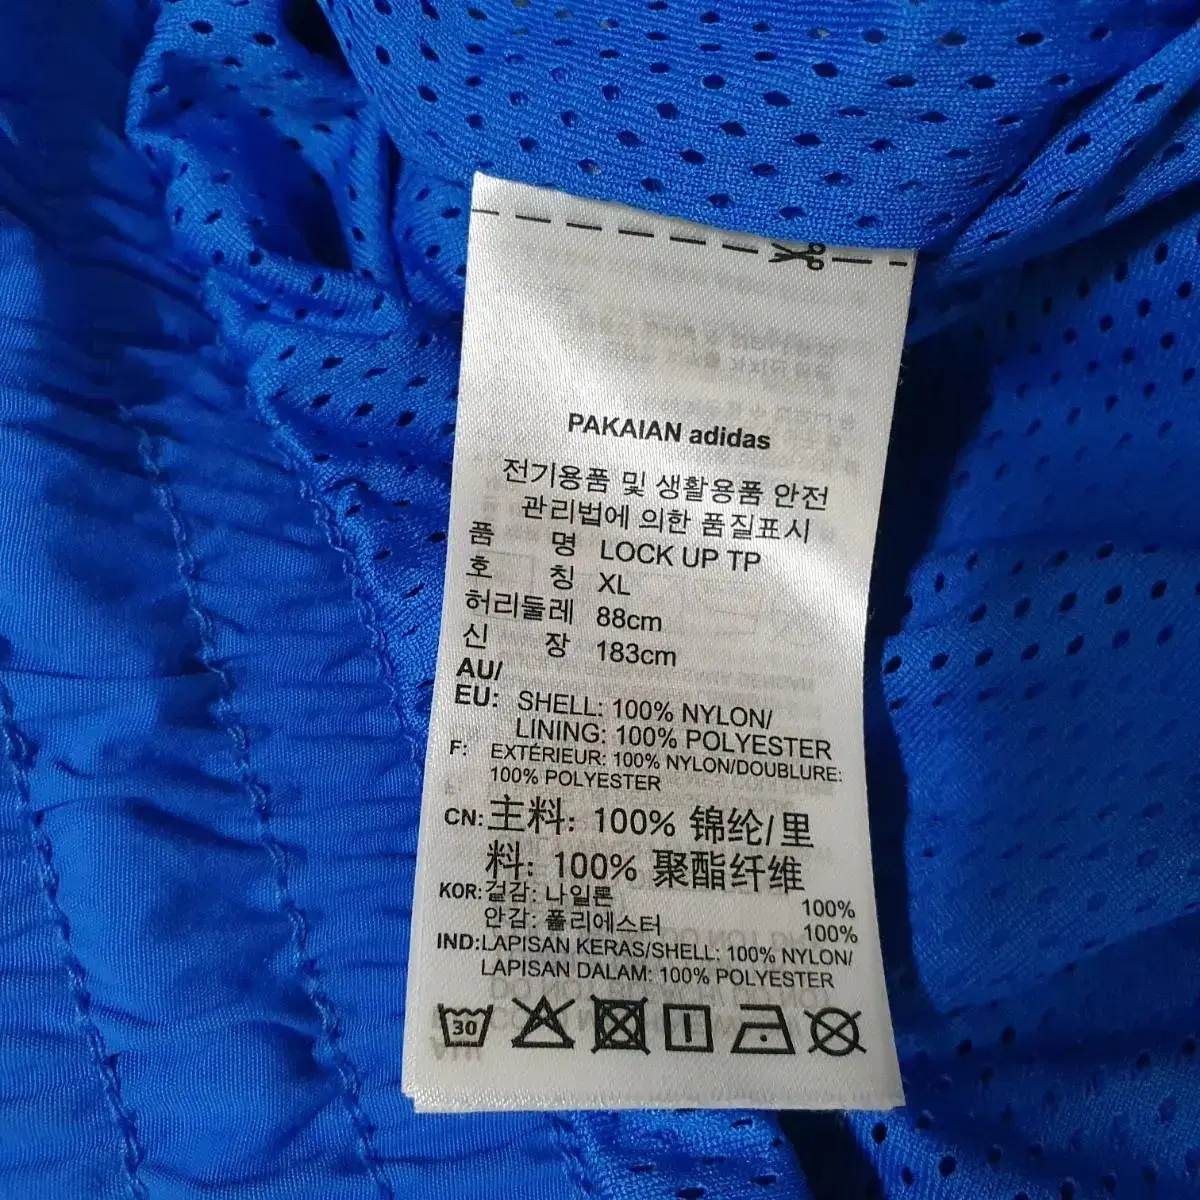 PAKAIAN adidas
전기용품 및 생활용품 안전
관리법에 의한 품질표시
품 명 LOCK UP TP
호 칭 XL
허리둘레 88cm
신 장 183cm
AU/
EU: SHELL: 100% NYLON/
LINING: 100% POLYESTER
F: EXTÉRIEUR: 100% NYLON/DOUBLURE:
100% POLYESTER
CN: 主料: 100% 锦纶/里
料: 100% 聚酯纤维
KOR: 겉감: 나일론 100%
안감: 폴리에스터 100%
IND: LAPISAN KERAS/SHELL: 100% NYLON/
LAPISAN DALAM: 100% POLYESTER
30